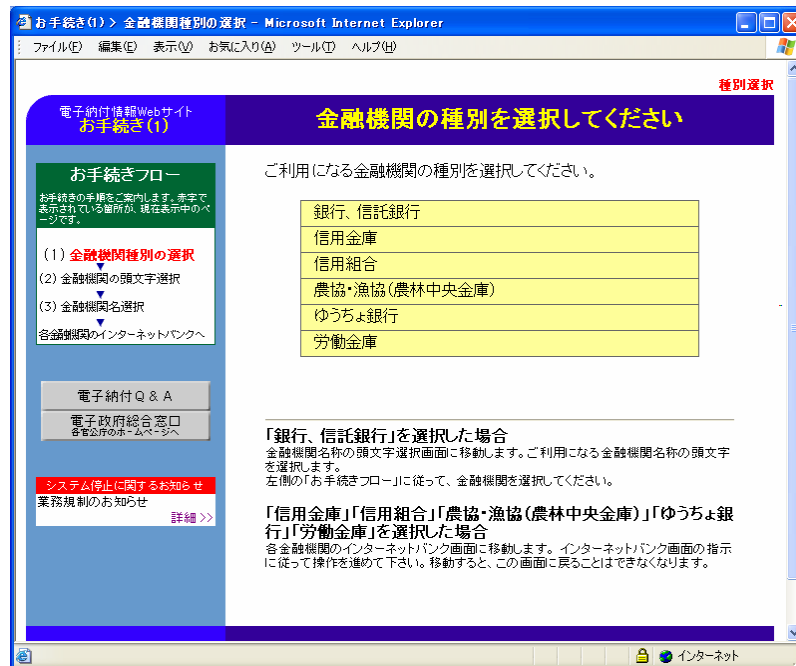 お手続き(1)> 金融機関種別の選択 - Microsoft Internet Explorer
ファイル(F) 編集(E) 表示(V) お気に入り(A) ツール(T) ヘルプ(H)
種別選択
電子納付情報Webサイト
お手続き(1)
金融機関の種別を選択してください
お手続きフロー
お手続きの手順をご案内します。赤字で
表示されている箇所が、現在表示中のペ
ージです。
(1) 金融機関種別の選択
(2) 金融機関の頭文字選択
(3) 金融機関名選択
各金融機関のインターネットバンクへ
電子納付Q & A
電子政府総合窓口
各官公庁のホームページへ
システム停止に関するお知らせ
業務規制のお知らせ
詳細>>
ご利用になる金融機関の種別を選択してください。
銀行、信託銀行
信用金庫
信用組合
農協・漁協(農林中央金庫)
ゆうちょ銀行
労働金庫
「銀行、信託銀行」を選択した場合
金融機関名称の頭文字選択画面に移動します。ご利用になる金融機関名称の頭文字
を選択します。
左側の「お手続きフロー」に従って、金融機関を選択してください。
「信用金庫」「信用組合」「農協・漁協(農林中央金庫)」「ゆうちょ銀
行」「労働金庫」を選択した場合
各金融機関のインターネットバンク画面に移動します。インターネットバンク画面の指示
に従って操作を進めて下さい。移動すると、この画面に戻ることはできなくなります。
インターネット